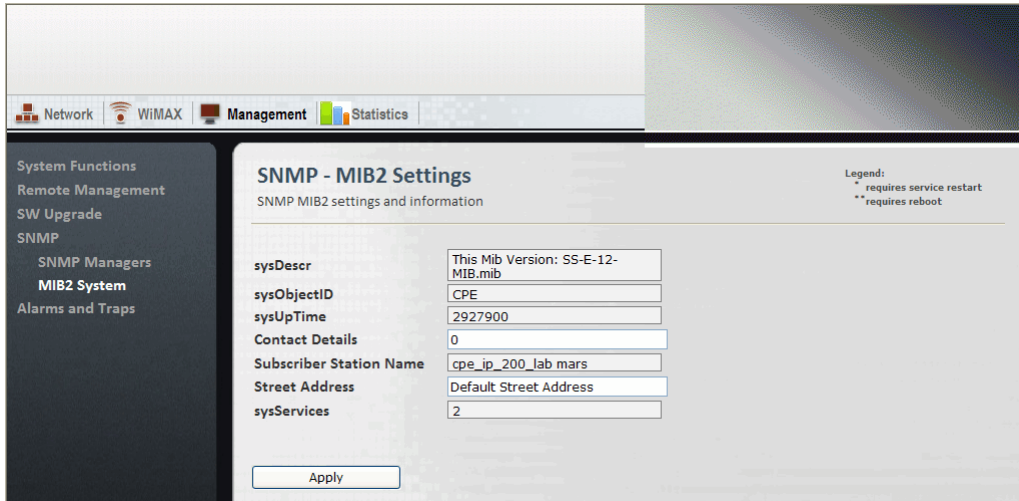 Network WiMAX Management Statistics
System Functions
Remote Management
SW Upgrade
SNMP
SNMP Managers
MIB2 System
Alarms and Traps
SNMP - MIB2 Settings
SNMP MIB2 settings and information
Legend:
* requires service restart
** requires reboot
sysDescr This Mib Version: SS-E-12-
MIB.mib
sysObjectID CPE
sysUpTime 2927900
Contact Details 0
Subscriber Station Name cpe_ip_200_lab mars
Street Address Default Street Address
sysServices 2
Apply